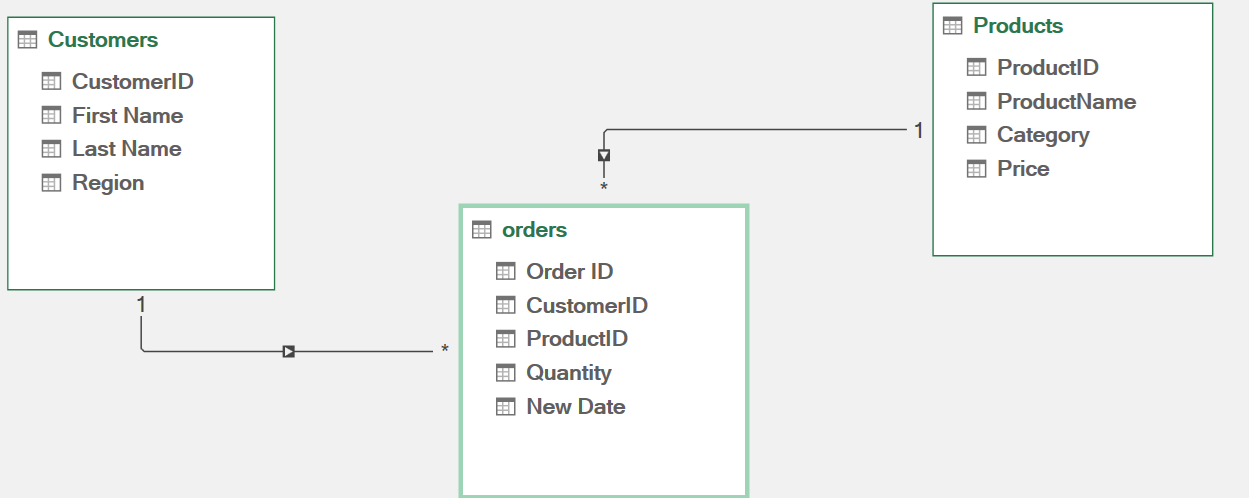 Customers
CustomerID
First Name
Last Name
Region
1
*
Products
ProductID
ProductName
Category
Price
1
*
orders
Order ID
CustomerID
ProductID
Quantity
New Date